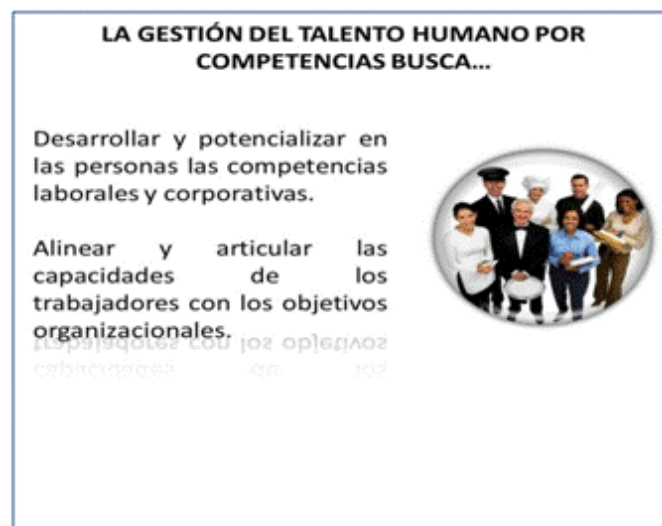 LA GESTIÓN DEL TALENTO HUMANO POR
COMPETENCIAS BUSCA...
Desarrollar y potencializar en
las personas las competencias
laborales y corporativas.
Alinear y articular las
capacidades de los
trabajadores con los objetivos
organizacionales.